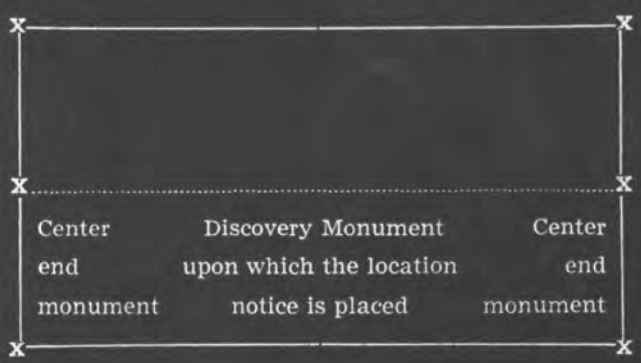 X X
X X
Center Discovery Monument Center
end upon which the location end
monument notice is placed monument
X X